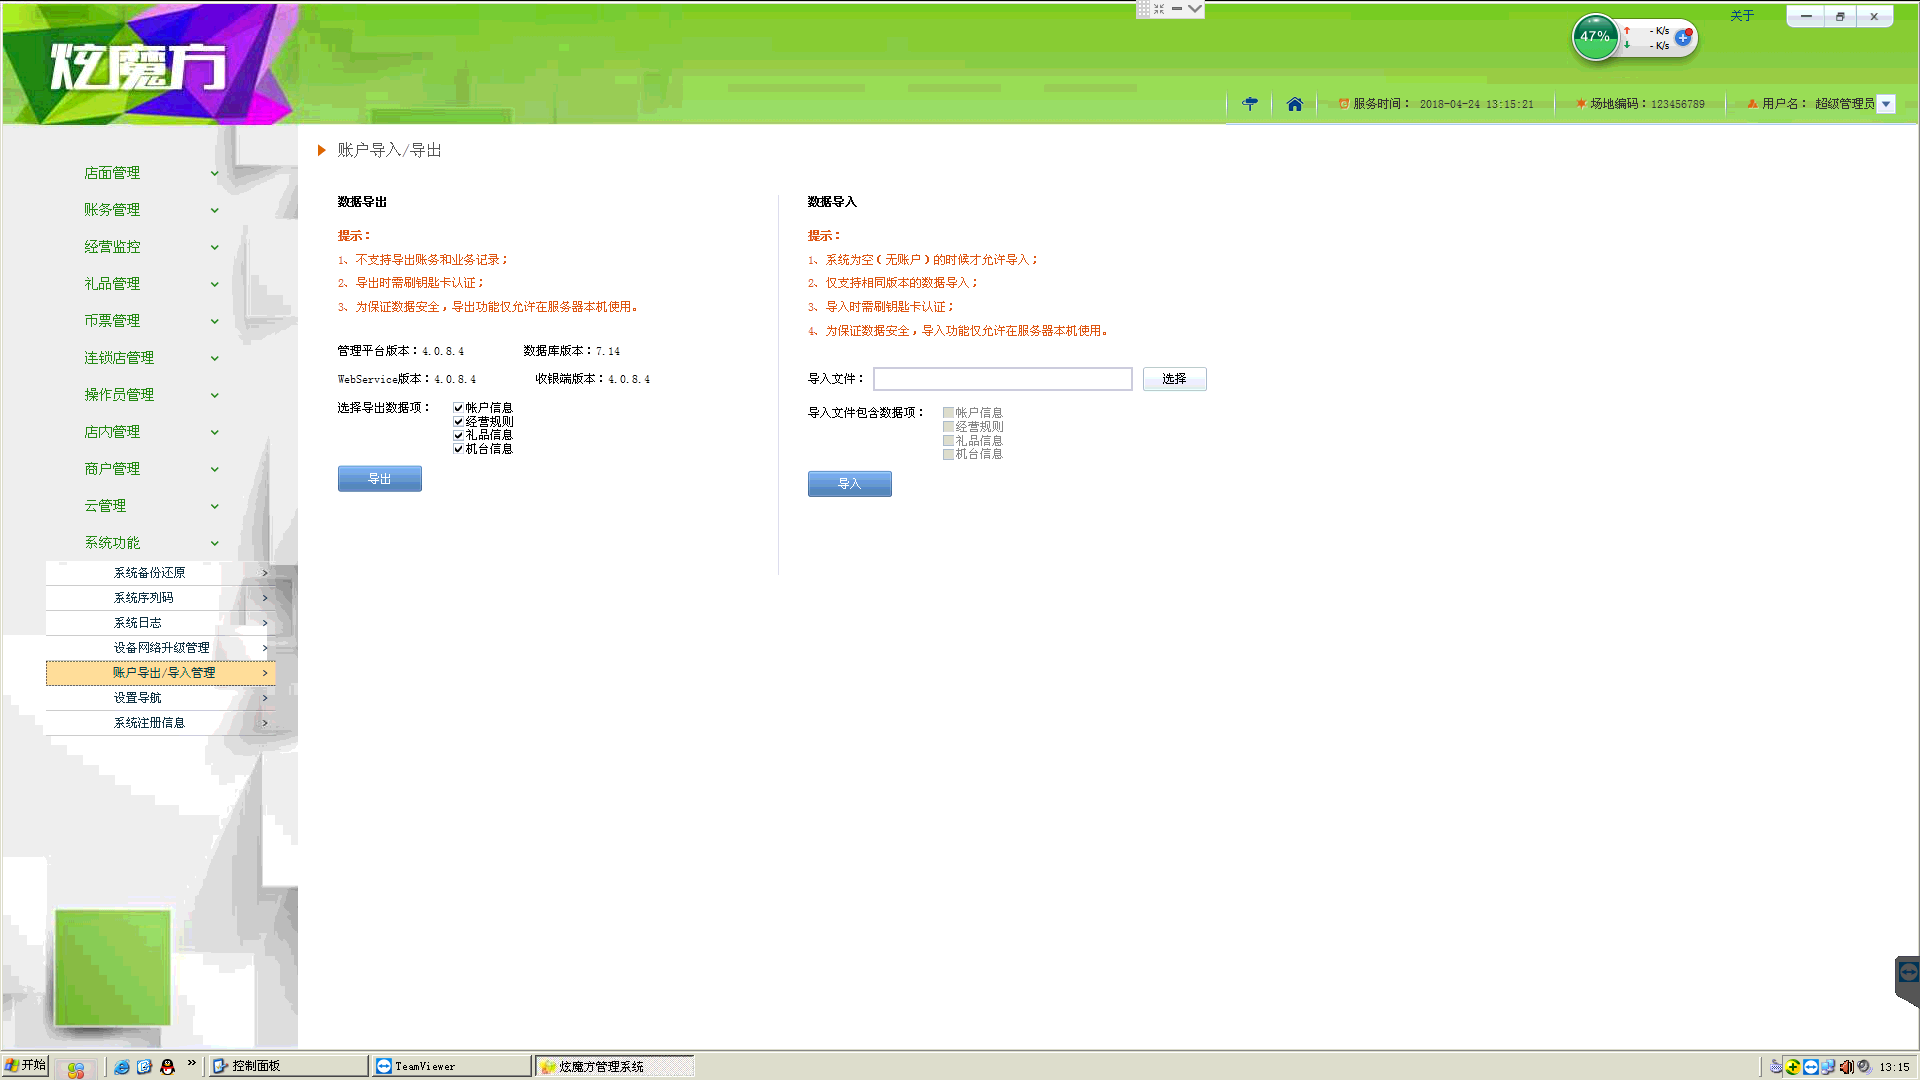 炫魔方
关于
47%
- K/s
- K/s
服务时间： 2018-04-24 13:15:21
场地编码：123456789
用户名： 超级管理员
店面管理
账务管理
经营监控
礼品管理
币票管理
连锁店管理
操作员管理
店内管理
商户管理
云管理
系统功能
系统备份还原
系统序列码
系统日志
设备网络升级管理
账户导出/导入管理
设置导航
系统注册信息
账户导入/导出
数据导出
提示：
1、不支持导出账务和业务记录；
2、导出时需刷钥匙卡认证；
3、为保证数据安全，导出功能仅允许在服务器本机使用。
管理平台版本：4.0.8.4 数据库版本：7.14
WebService版本：4.0.8.4 收银端版本：4.0.8.4
选择导出数据项：
帐户信息
经营规则
礼品信息
机台信息
导出
数据导入
提示：
1、系统为空（无账户）的时候才允许导入；
2、仅支持相同版本的数据导入；
3、导入时需刷钥匙卡认证；
4、为保证数据安全，导入功能仅允许在服务器本机使用。
导入文件： 选择
导入文件包含数据项：
帐户信息
经营规则
礼品信息
机台信息
导入
开始
控制面板
TeamViewer
炫魔方管理系统
13:15